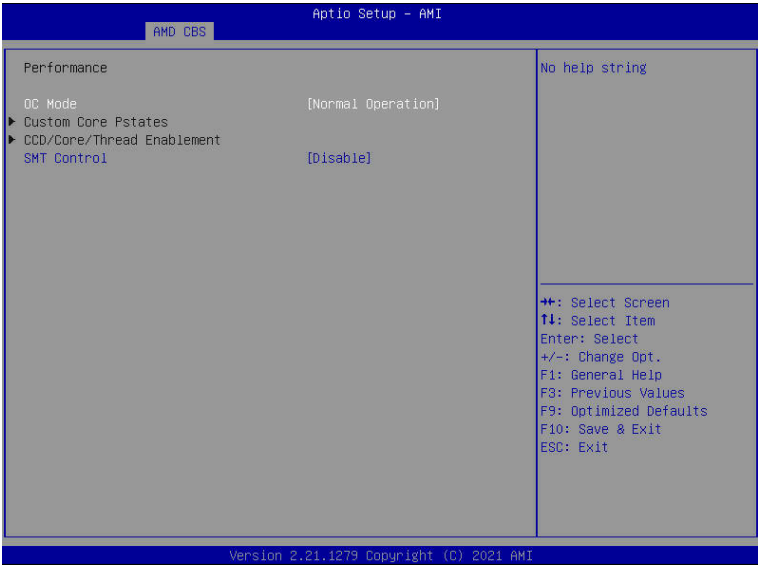 Aptio Setup - AMI
AMD CBS
Performance
No help string
OC Mode [Normal Operation]
▶ Custom Core Pstates
▶ CCD/Core/Thread Enablement
SMT Control [Disable]
→←: Select Screen
↑↓: Select Item
Enter: Select
+/-: Change Opt.
F1: General Help
F3: Previous Values
F9: Optimized Defaults
F10: Save & Exit
ESC: Exit
Version 2.21.1279 Copyright (C) 2021 AMI